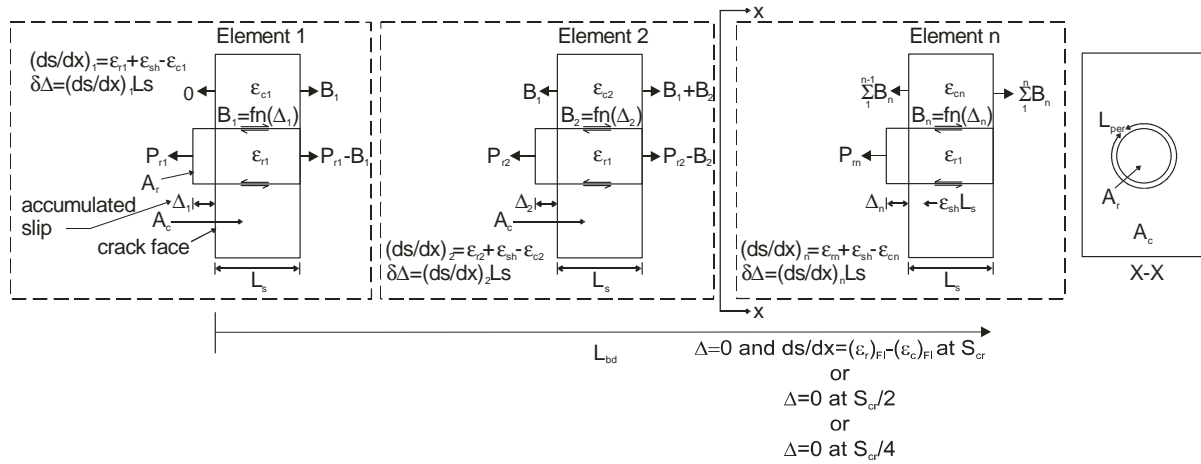 Element 1
(ds/dx)₁=εr1+εsh-εc1
δΔ=(ds/dx)₁Ls
0
εc1
B₁
B₁=fn(Δ₁)
Pr1
εr1
Pr1-B₁
Ar
accumulated
slip
Δ₁
Ac
crack face
Ls
Element 2
B₁
εc2
B₁+B₂
B₂=fn(Δ₂)
Pr2
εr1
Pr2-B₂
Δ₂
Ac
(ds/dx)₂=εr2+εsh-εc2
δΔ=(ds/dx)₂Ls
Ls
x
x
Element n
n-1
ΣBn
1
εcn
n
ΣBn
1
Bn=fn(Δn)
Prn
εr1
Δn
εshLs
(ds/dx)n=εrn+εsh-εcn
δΔ=(ds/dx)nLs
Ls
Lper
Ar
Ac
X-X
Lbd
Δ=0 and ds/dx=(εr)FI-(εc)FI at Scr
or
Δ=0 at Scr/2
or
Δ=0 at Scr/4